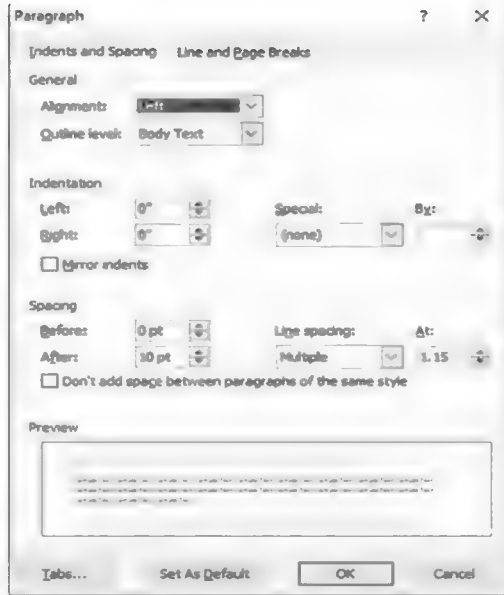 Paragraph ? ×
Indents and Spacing Line and Page Breaks
General
Alignment: Left
Outline level: Body Text
Indentation
Left: 0" Special: By:
Right: 0" (none)
Mirror indents
Spacing
Before: 0 pt Line spacing: At:
After: 10 pt Multiple 1.15
Don't add space between paragraphs of the same style
Preview
Tabs... Set As Default OK Cancel